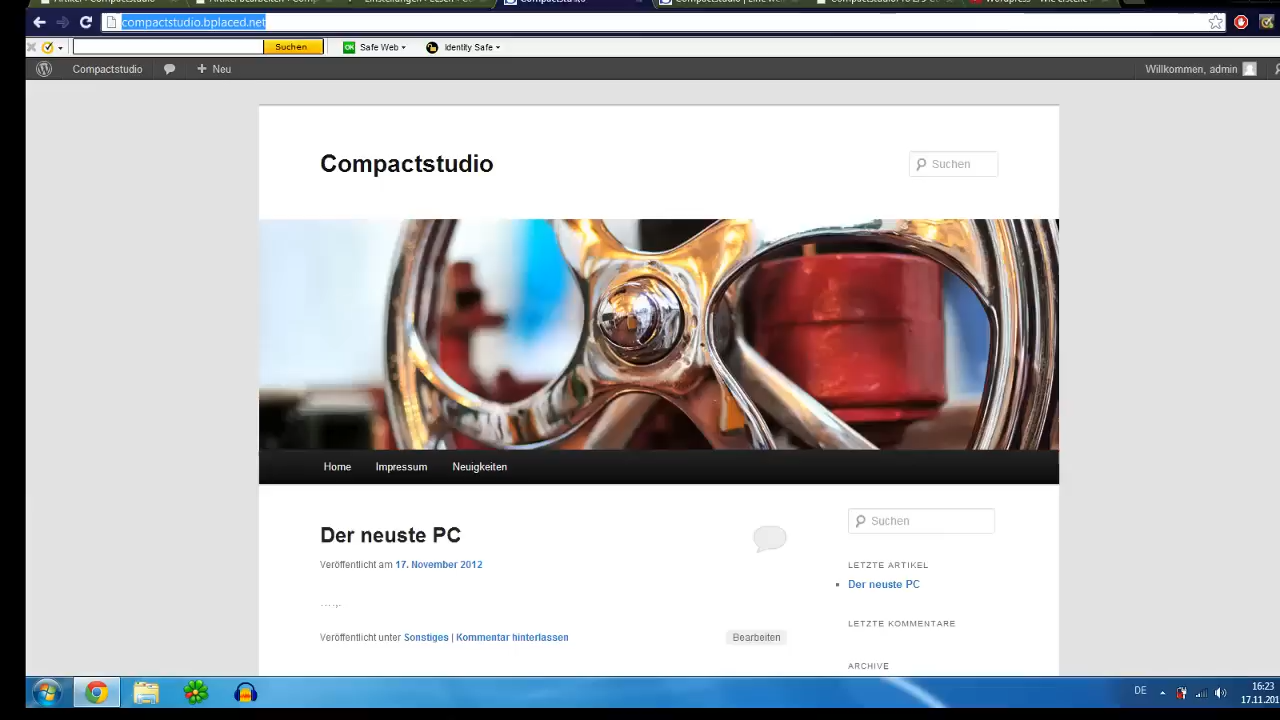 compactstudio.bplaced.net
Suchen Safe Web Identity Safe
Compactstudio Neu Willkommen, admin
Compactstudio
Suchen
Home Impressum Neuigkeiten
Der neuste PC
Suchen
Veröffentlicht am 17. November 2012
LETZTE ARTIKEL
Der neuste PC
Veröffentlicht unter Sonstiges | Kommentar hinterlassen
Bearbeiten
LETZTE KOMMENTARE
ARCHIVE
DE
16:23
17.11.201